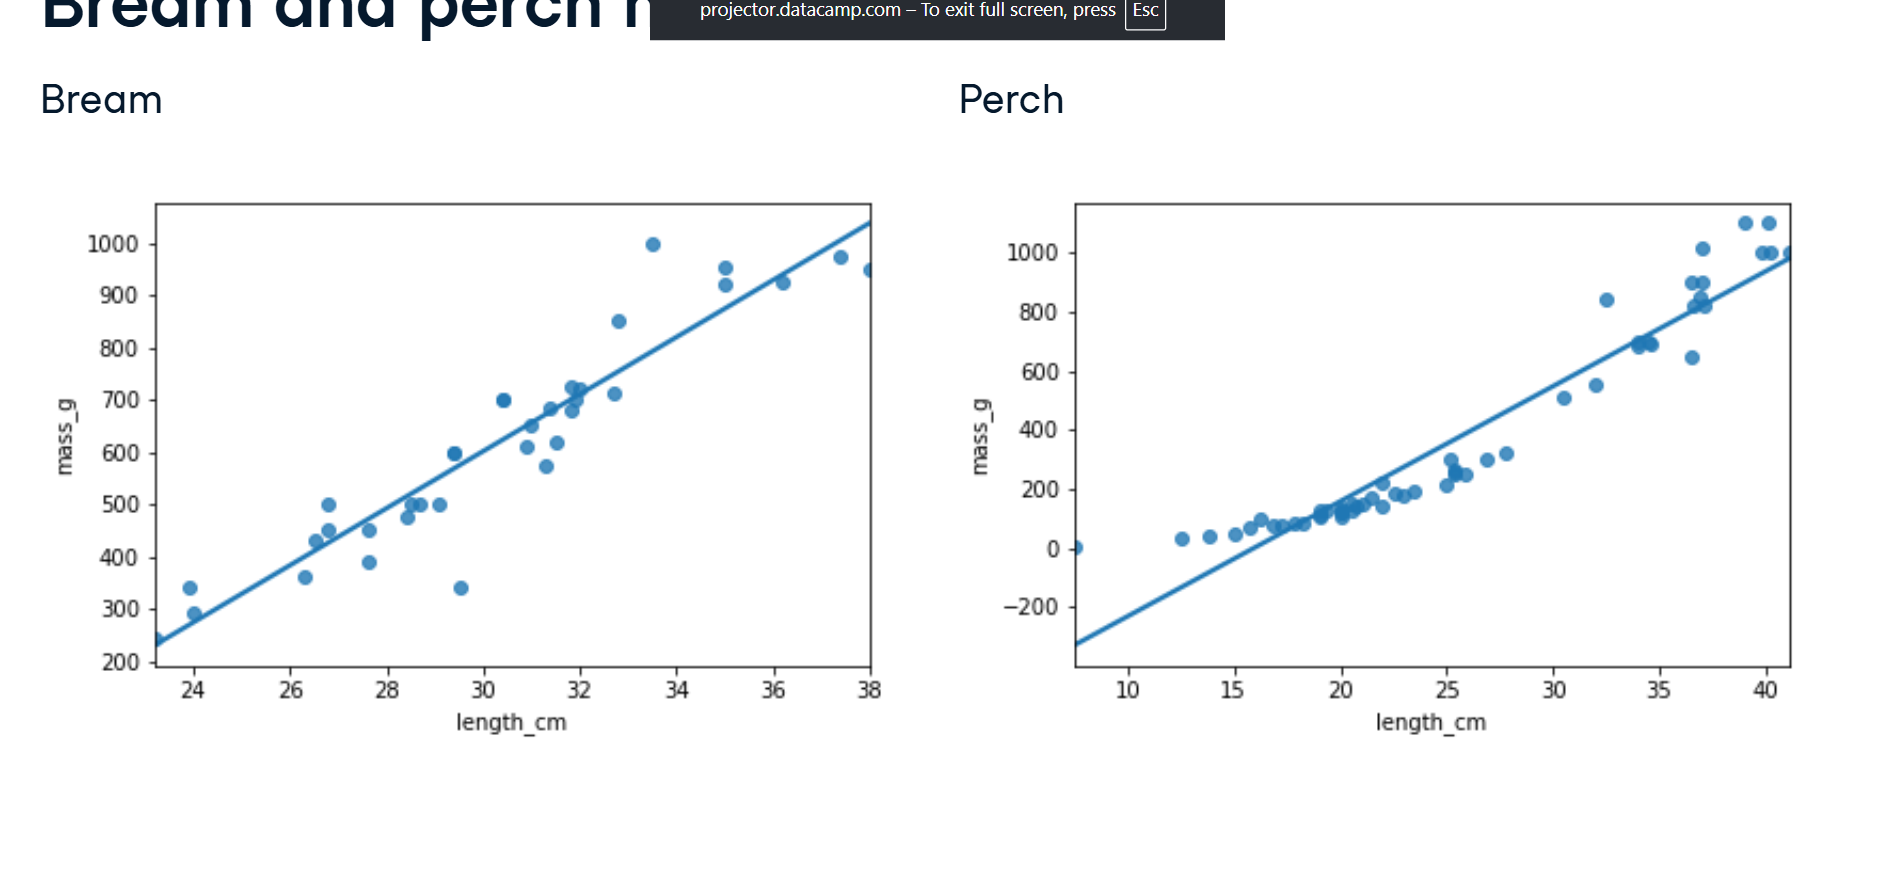 Bream and perch
projector.datacamp.com – To exit full screen, press Esc
Bream
Perch
1000
900
800
700
600
500
400
300
200
mass_g
24 26 28 30 32 34 36 38
length_cm
1000
800
600
400
200
0
−200
mass_g
10 15 20 25 30 35 40
length_cm